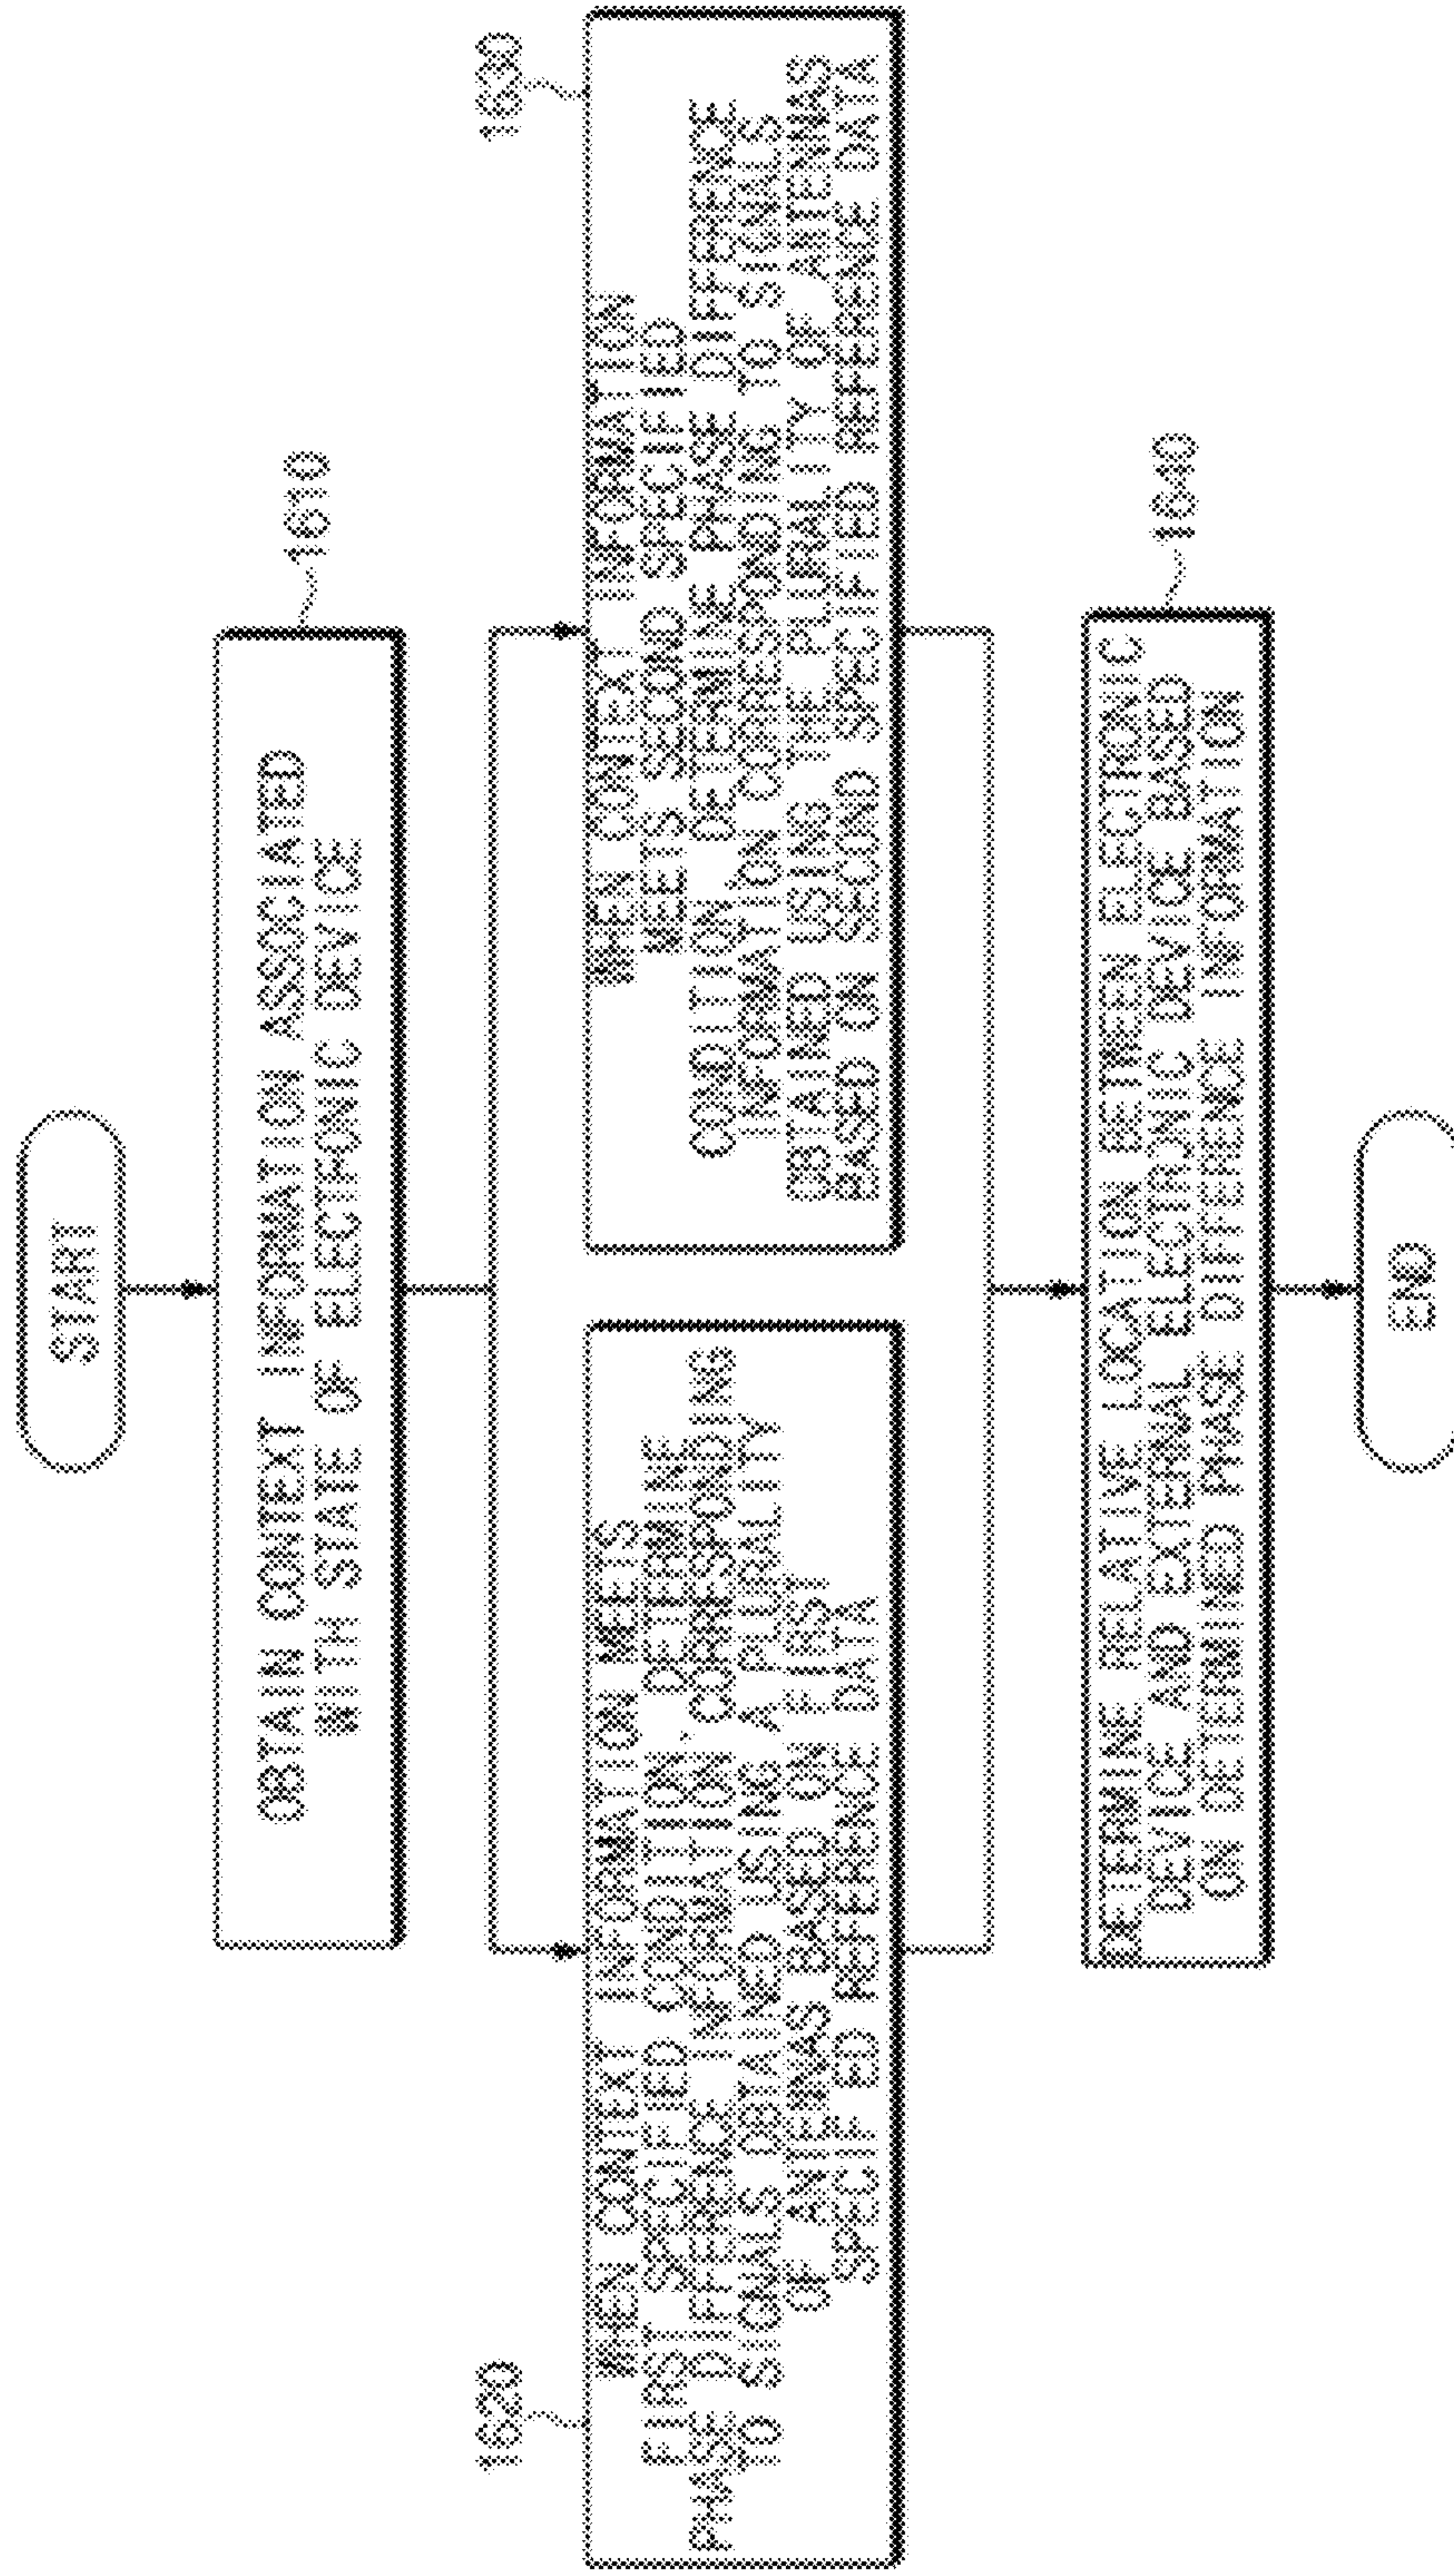 START
OBTAIN CONTEXT INFORMATION ASSOCIATED
WITH STATE OF ELECTRONIC DEVICE
1610
1620
WHEN CONTEXT INFORMATION MEETS
FIRST SPECIFIED CONDITION, DETERMINE
PHASE DIFFERENCE INFORMATION, CORRESPONDING
TO SIGNALS OBTAINED USING A PLURALITY
OF ANTENNAS BASED ON FIRST
SPECIFIED REFERENCE DATA
1630
WHEN CONTEXT INFORMATION
MEETS SECOND SPECIFIED
CONDITION, DETERMINE PHASE DIFFERENCE
INFORMATION CORRESPONDING TO SIGNALS
OBTAINED USING THE PLURALITY OF ANTENNAS
BASED ON SECOND SPECIFIED REFERENCE DATA
DETERMINE RELATIVE LOCATION BETWEEN ELECTRONIC
DEVICE AND EXTERNAL ELECTRONIC DEVICE BASED
ON DETERMINED PHASE DIFFERENCE INFORMATION
1640
END